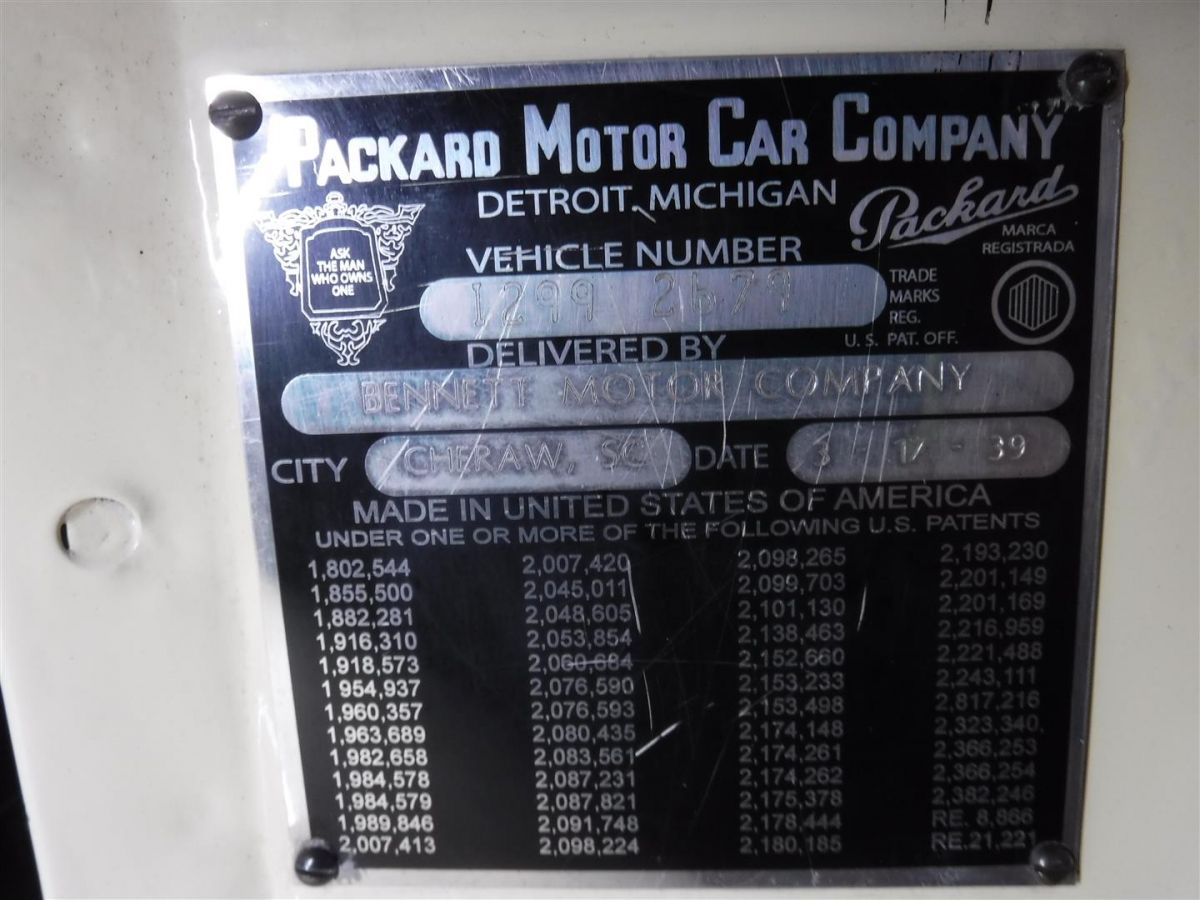 PACKARD MOTOR CAR COMPANY
DETROIT, MICHIGAN
Packard
MARCA
REGISTRADA
ASK
THE MAN
WHO OWNS
ONE
VEHICLE NUMBER
1299 2679
TRADE
MARKS
REG.
U. S. PAT. OFF.
DELIVERED BY
BENNETT MOTOR COMPANY
CITY CHERAW, SC DATE 3 - 14 - 39
MADE IN UNITED STATES OF AMERICA
UNDER ONE OR MORE OF THE FOLLOWING U.S. PATENTS
1,802,544 2,007,420 2,098,265 2,193,230
1,855,500 2,045,011 2,099,703 2,201,149
1,882,281 2,048,605 2,101,130 2,201,169
1,916,310 2,053,854 2,138,463 2,216,959
1,918,573 2,060,684 2,152,660 2,221,488
1 954,937 2,076,590 2,153,233 2,243,111
1,960,357 2,076,593 2,153,498 2,817,216
1,963,689 2,080,435 2,174,148 2,323,340
1,982,658 2,083,561 2,174,261 2,366,253
1,984,578 2,087,231 2,174,262 2,366,254
1,984,579 2,087,821 2,175,378 2,382,246
1,989,846 2,091,748 2,178,444 RE. 8,866
2,007,413 2,098,224 2,180,185 RE.21,221